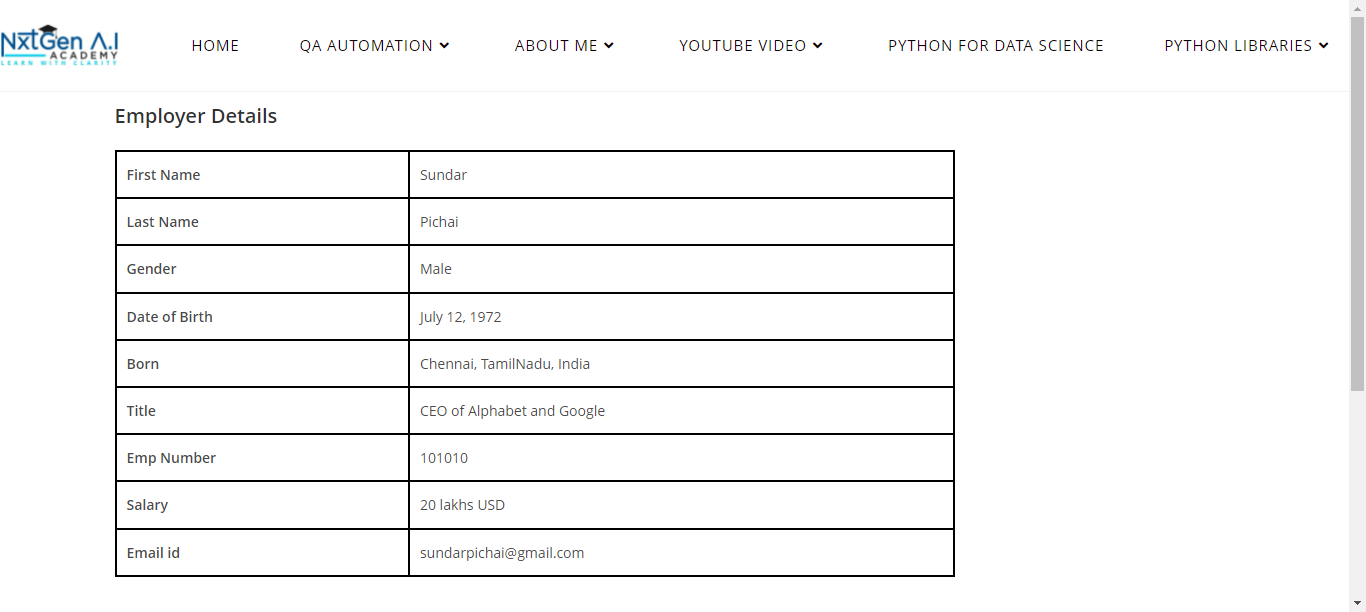 NxtGen A.I
ACADEMY
LEARN WITH CLARITY
HOME QA AUTOMATION ABOUT ME YOUTUBE VIDEO PYTHON FOR DATA SCIENCE PYTHON LIBRARIES
Employer Details
First Name Sundar
Last Name Pichai
Gender Male
Date of Birth July 12, 1972
Born Chennai, TamilNadu, India
Title CEO of Alphabet and Google
Emp Number 101010
Salary 20 lakhs USD
Email id sundarpichai@gmail.com